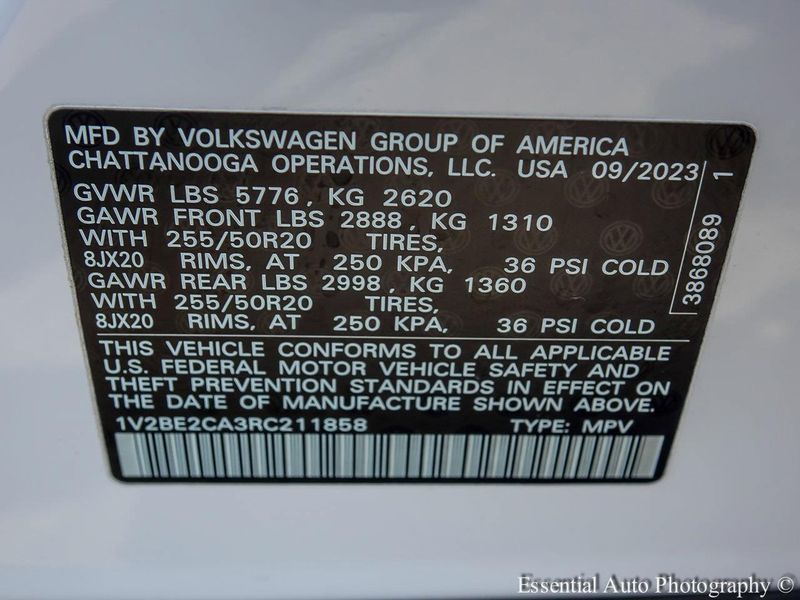 MFD BY VOLKSWAGEN GROUP OF AMERICA
CHATTANOOGA OPERATIONS, LLC. USA 09/2023
GVWR LBS 5776, KG 2620
GAWR FRONT LBS 2888, KG 1310
WITH 255/50R20 TIRES,
8JX20 RIMS, AT 250 KPA, 36 PSI COLD
GAWR REAR LBS 2998, KG 1360
WITH 255/50R20 TIRES,
8JX20 RIMS, AT 250 KPA, 36 PSI COLD
3868089 1
THIS VEHICLE CONFORMS TO ALL APPLICABLE
U.S. FEDERAL MOTOR VEHICLE SAFETY AND
THEFT PREVENTION STANDARDS IN EFFECT ON
THE DATE OF MANUFACTURE SHOWN ABOVE.
1V2BE2CA3RC211858 TYPE: MPV
Essential Auto Photography ©